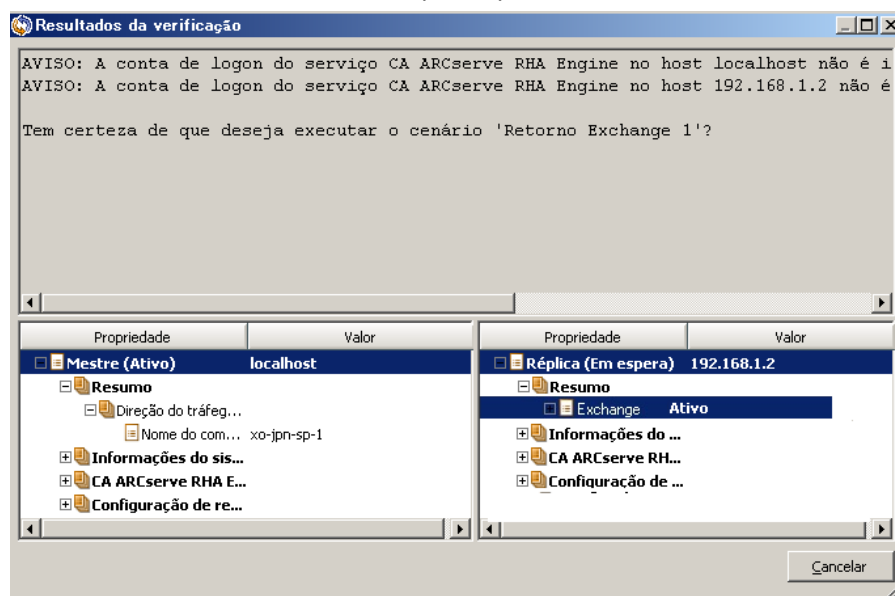 Resultados da verificação
AVISO: A conta de logon do serviço CA ARCserve RHA Engine no host localhost não é i
AVISO: A conta de logon do serviço CA ARCserve RHA Engine no host 192.168.1.2 não é
Tem certeza de que deseja executar o cenário 'Retorno Exchange 1'?
Propriedade Valor
Mestre (Ativo) localhost
Resumo
Direção do tráfeg...
Nome do com... xo-jpn-sp-1
Informações do sis...
CA ARCserve RHA E...
Configuração de re...
Propriedade Valor
Réplica (Em espera) 192.168.1.2
Resumo
Exchange Ativo
Informações do ...
CA ARCserve RH...
Configuração de ...
Cancelar